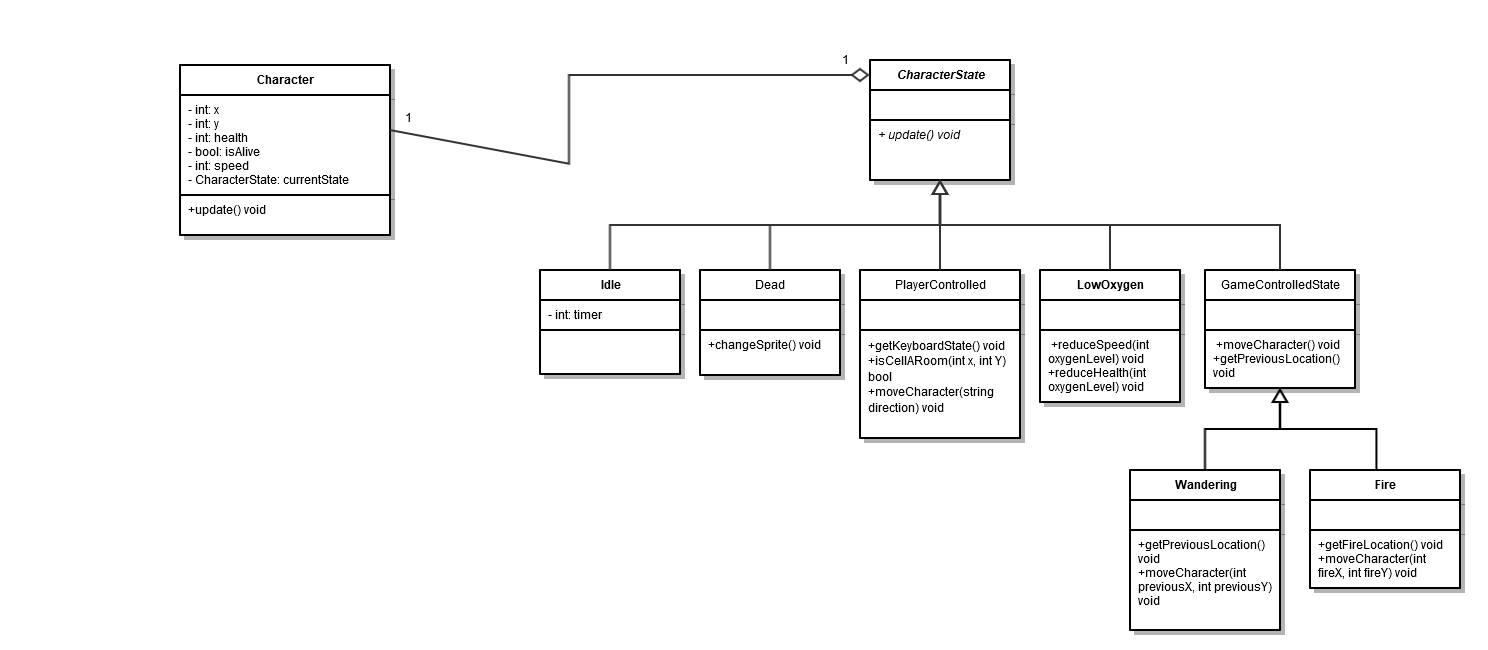 Character
- int: x
- int: y
- int: health
- bool: isAlive
- int: speed
- CharacterState: currentState
+update() void
1
1
CharacterState
+ update() void
Idle
- int: timer
Dead
+changeSprite() void
PlayerControlled
+getKeyboardState() void
+isCellARoom(int x, int Y)
bool
+moveCharacter(string
direction) void
LowOxygen
+reduceSpeed(int
oxygenLevel) void
+reduceHealth(int
oxygenLevel) void
GameControlledState
+moveCharacter() void
+getPreviousLocation()
void
Wandering
+getPreviousLocation()
void
+moveCharacter(int
previousX, int previousY)
void
Fire
+getFireLocation() void
+moveCharacter(int
fireX, int fireY) void